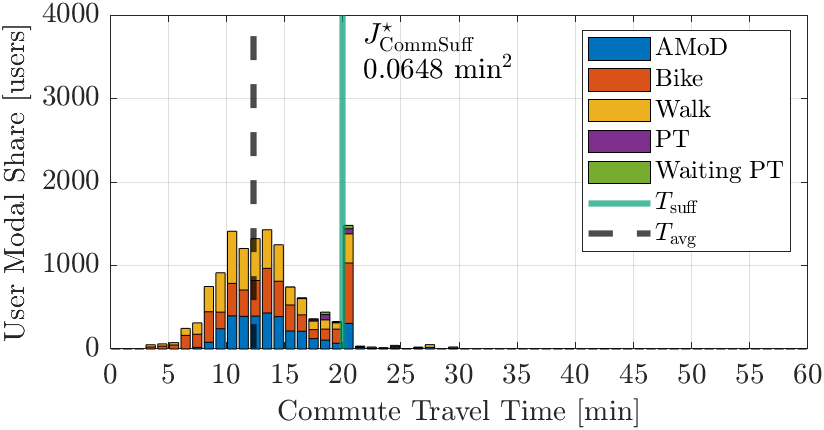 4000
3000
2000
1000
0
User Modal Share [users]
J⋆CommSuff
0.0648 min²
AMoD
Bike
Walk
PT
Waiting PT
Tsuff
Tavg
0 5 10 15 20 25 30 35 40 45 50 55 60
Commute Travel Time [min]